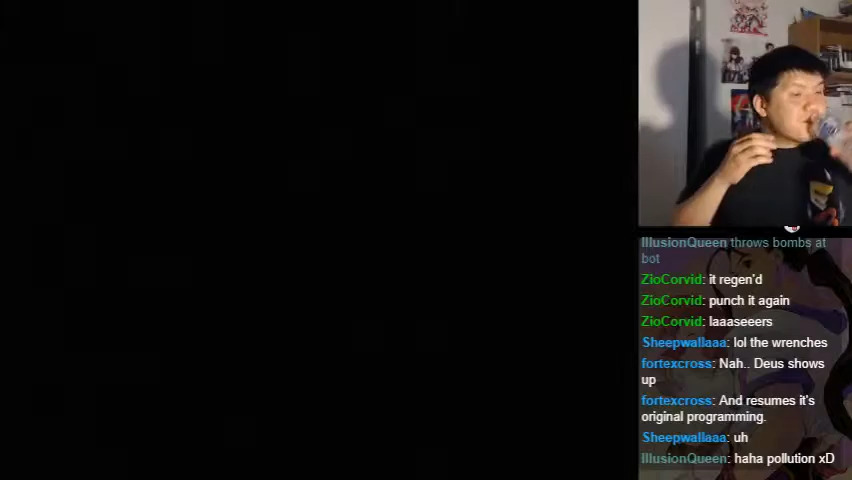 IllusionQueen throws bombs at
bot
ZioCorvid: it regen'd
ZioCorvid: punch it again
ZioCorvid: laaaseeers
Sheepwallaaa: lol the wrenches
fortexcross: Nah.. Deus shows
up
fortexcross: And resumes it's
original programming.
Sheepwallaaa: uh
IllusionQueen: haha pollution xD